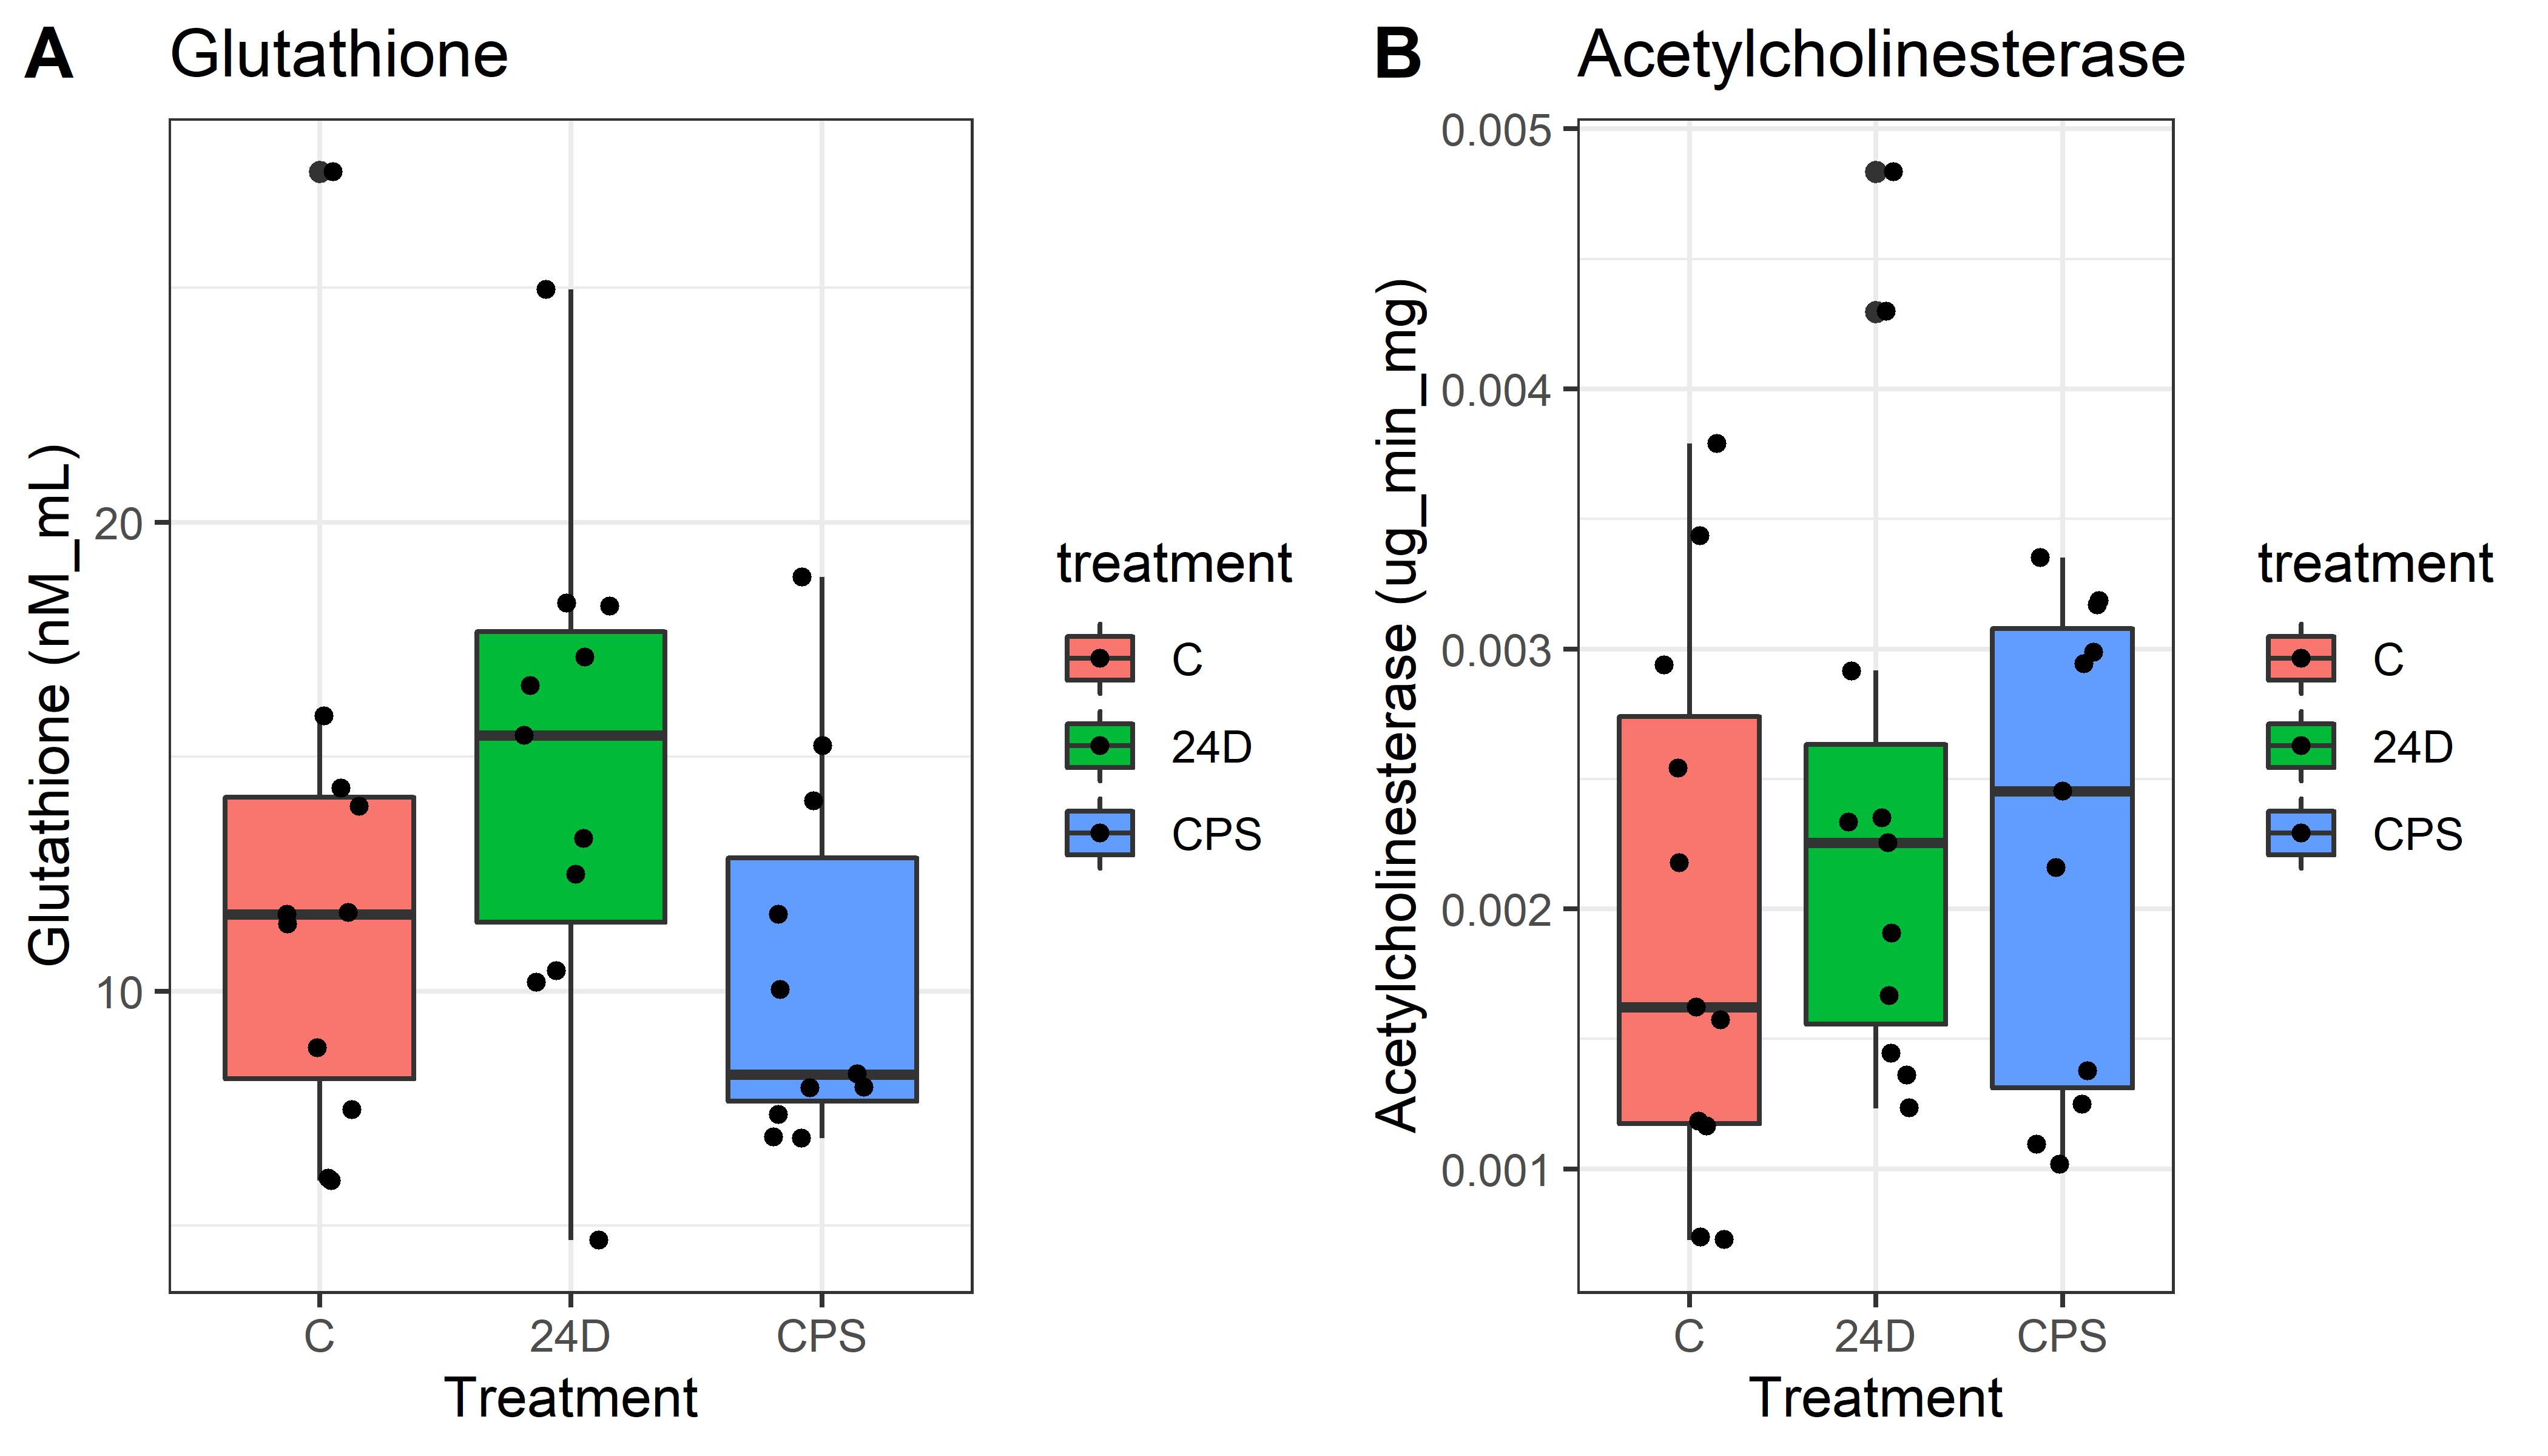 A Glutathione
Glutathione (nM_mL)
20
10
C 24D CPS
Treatment
treatment
C
24D
CPS
B Acetylcholinesterase
Acetylcholinesterase (ug_min_mg)
0.005
0.004
0.003
0.002
0.001
C 24D CPS
Treatment
treatment
C
24D
CPS